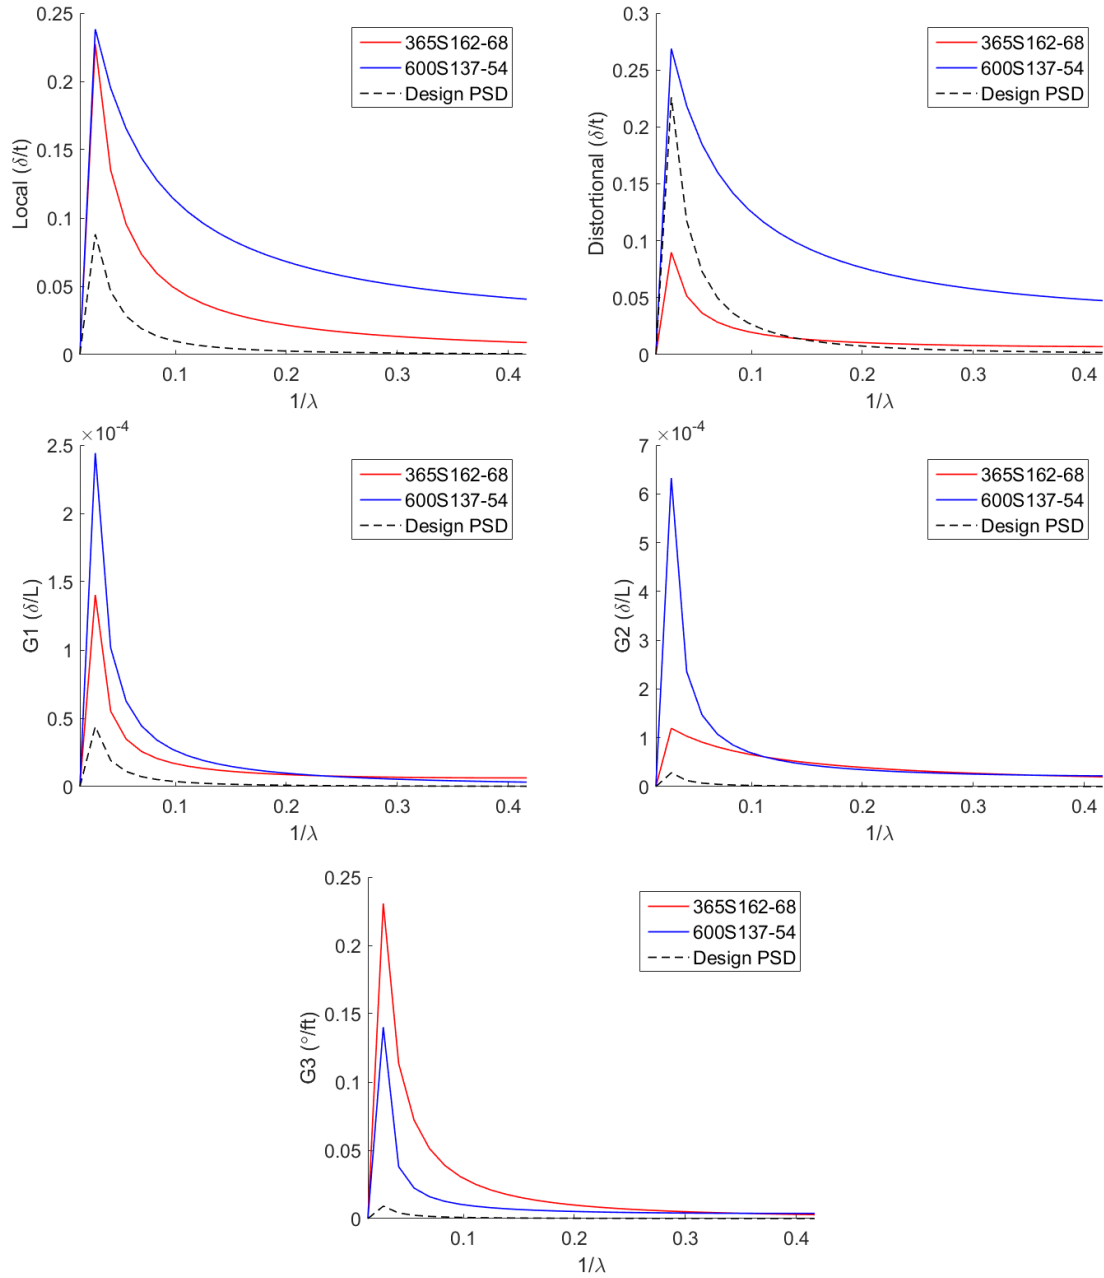 Local (δ/t)
0.25
0.2
0.15
0.1
0.05
0
0.1 0.2 0.3 0.4
1/λ
365S162-68
600S137-54
Design PSD
Distortional (δ/t)
0.3
0.25
0.2
0.15
0.1
0.05
0
0.1 0.2 0.3 0.4
1/λ
365S162-68
600S137-54
Design PSD
G1 (δ/L)
×10⁻⁴
2.5
2
1.5
1
0.5
0
0.1 0.2 0.3 0.4
1/λ
365S162-68
600S137-54
Design PSD
G2 (δ/L)
×10⁻⁴
7
6
5
4
3
2
1
0
0.1 0.2 0.3 0.4
1/λ
365S162-68
600S137-54
Design PSD
G3 (°/ft)
0.25
0.2
0.15
0.1
0.05
0
0.1 0.2 0.3 0.4
1/λ
365S162-68
600S137-54
Design PSD